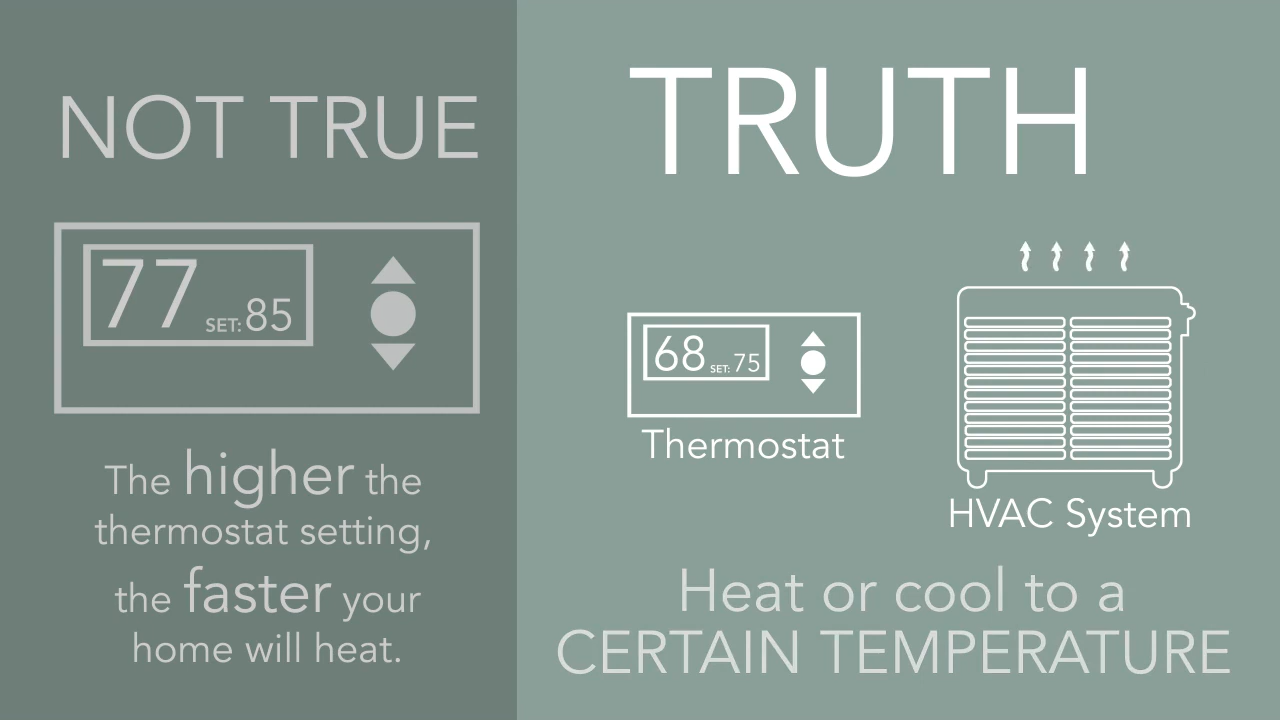 NOT TRUE
77 SET: 85
The higher the
thermostat setting,
the faster your
home will heat.
TRUTH
68 SET: 75
Thermostat
HVAC System
Heat or cool to a
CERTAIN TEMPERATURE